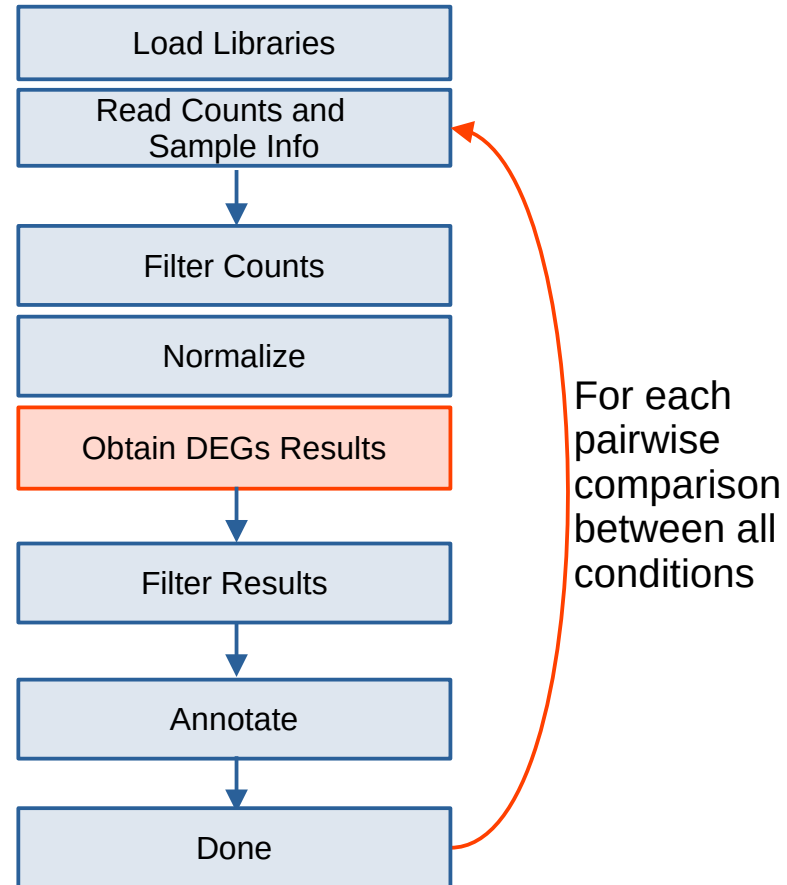 Load Libraries
Read Counts and
Sample Info
Filter Counts
Normalize
Obtain DEGs Results
Filter Results
Annotate
Done
For each
pairwise
comparison
between all
conditions